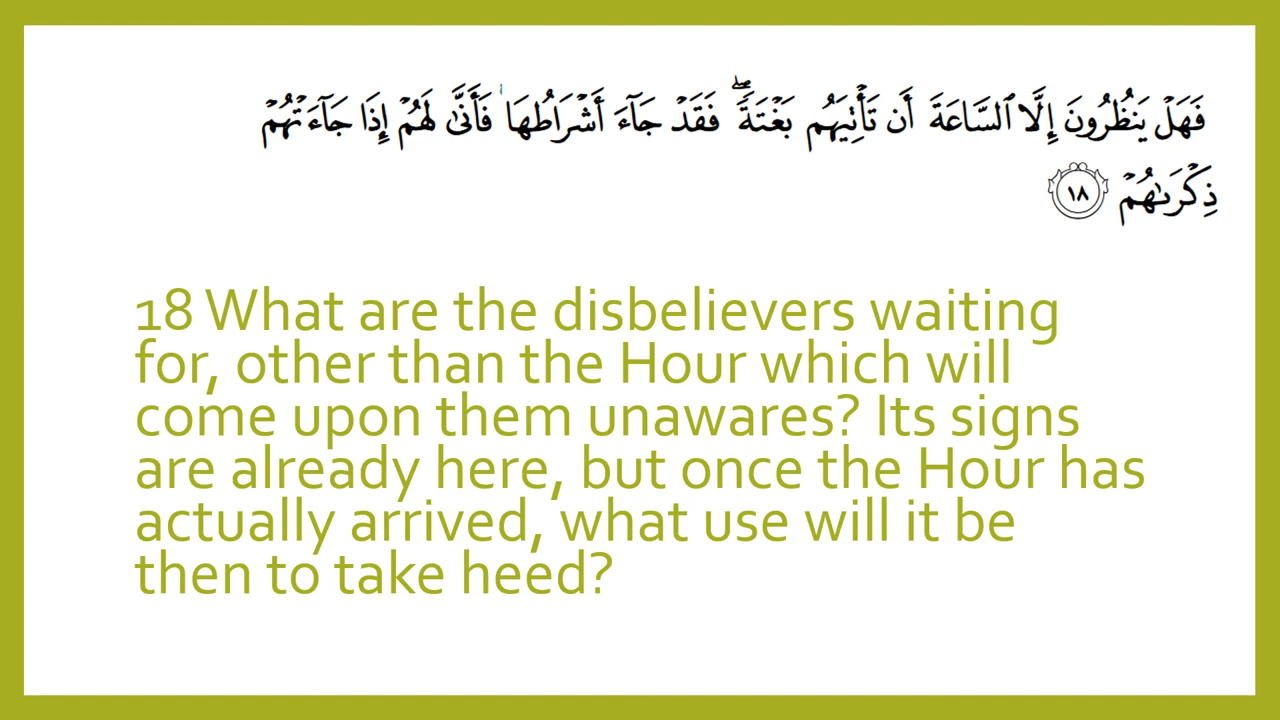 فَهَلْ يَنظُرُونَ إِلَّا ٱلسَّاعَةَ أَن تَأْتِيَهُم بَغْتَةً ۖ فَقَدْ جَآءَ أَشْرَاطُهَا ۚ فَأَنَّىٰ لَهُمْ إِذَا جَآءَتْهُمْ
ذِكْرَىٰهُمْ ١٨
18 What are the disbelievers waiting
for, other than the Hour which will
come upon them unawares? Its signs
are already here, but once the Hour has
actually arrived, what use will it be
then to take heed?